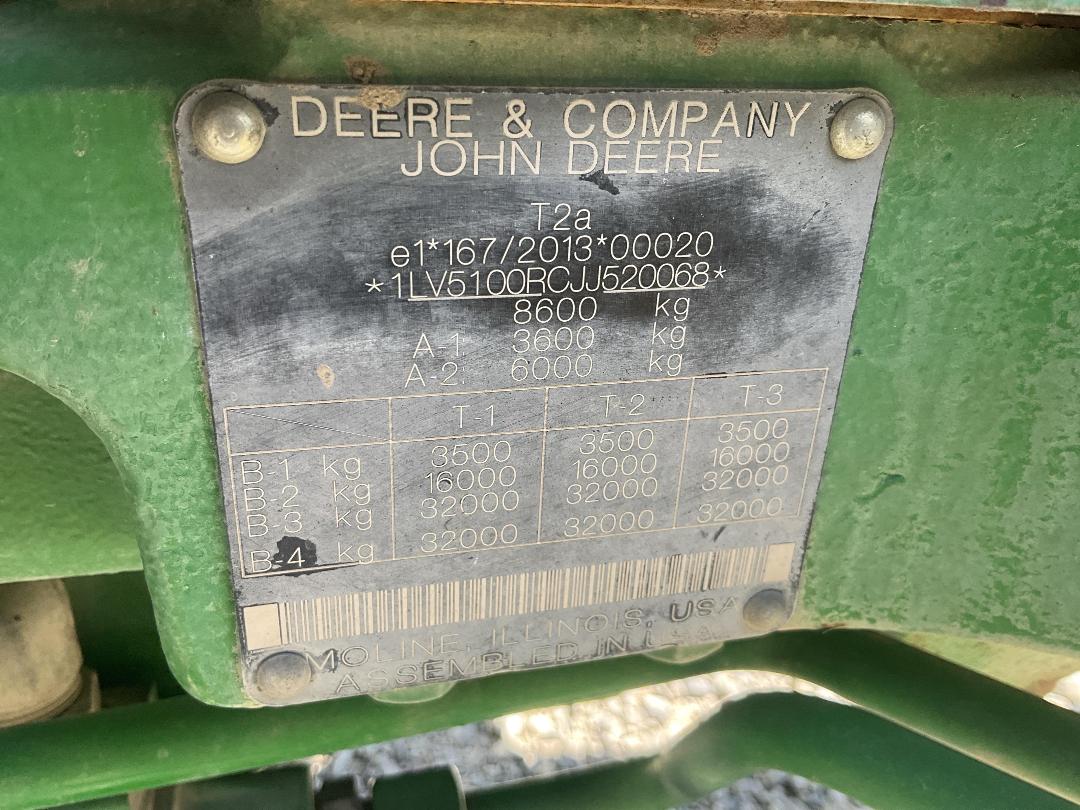 DEERE & COMPANY
JOHN DEERE
T2a
e1*167/2013*00020
*1LV5100RCJJ520068*
8600 kg
A-1: 3600 kg
A-2: 6000 kg
T-1 T-2 T-3
B-1 kg 3500 3500 3500
B-2 kg 16000 16000 16000
B-3 kg 32000 32000 32000
B-4 kg 32000 32000 32000
MOLINE, ILLINOIS, USA
ASSEMBLED IN U.S.A.